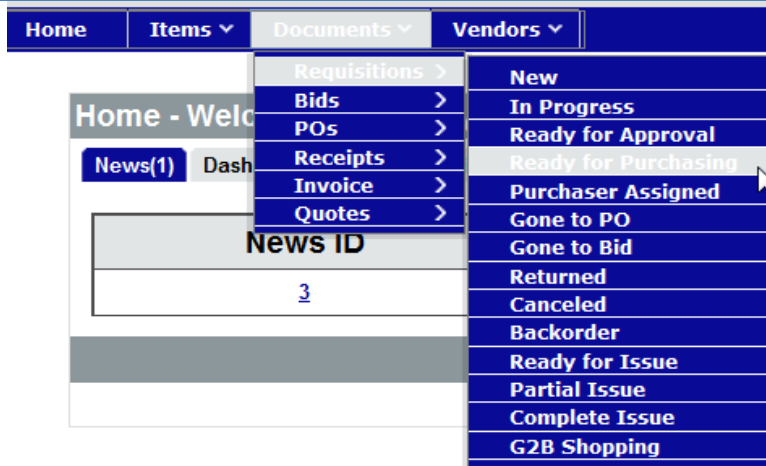 Home Items Documents Vendors
Requisitions
Bids
POs
Receipts
Invoice
Quotes
New
In Progress
Ready for Approval
Ready for Purchasing
Purchaser Assigned
Gone to PO
Gone to Bid
Returned
Canceled
Backorder
Ready for Issue
Partial Issue
Complete Issue
G2B Shopping
Home - Welc
News(1) Dash
News ID
3